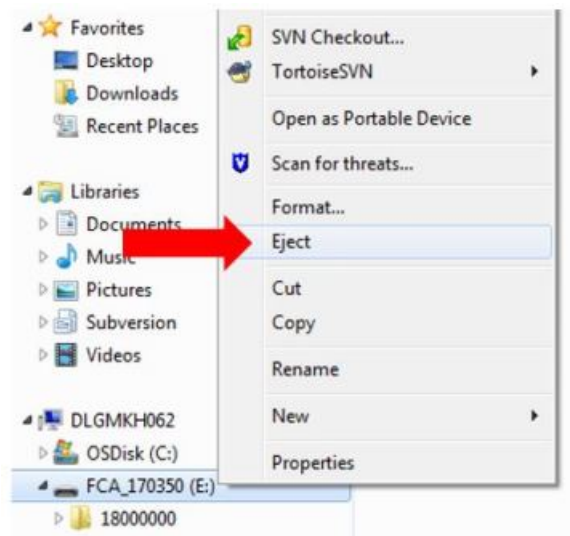 Favorites
Desktop
Downloads
Recent Places
Libraries
Documents
Music
Pictures
Subversion
Videos
DLGMKH062
OSDisk (C:)
FCA_170350 (E:)
18000000
SVN Checkout...
TortoiseSVN
Open as Portable Device
Scan for threats...
Format...
Eject
Cut
Copy
Rename
New
Properties